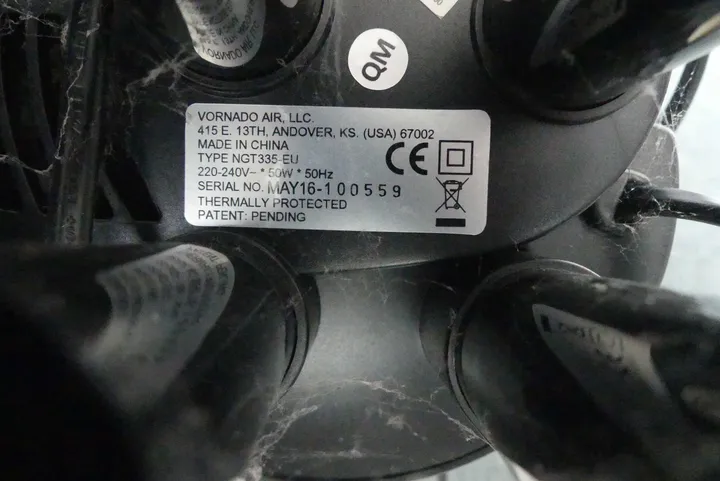 QM
VORNADO AIR, LLC.
415 E. 13TH, ANDOVER, KS. (USA) 67002
MADE IN CHINA
TYPE NGT335-EU
220-240V~ * 50W * 50Hz
SERIAL NO. MAY16-100559
THERMALLY PROTECTED
PATENT: PENDING
CE